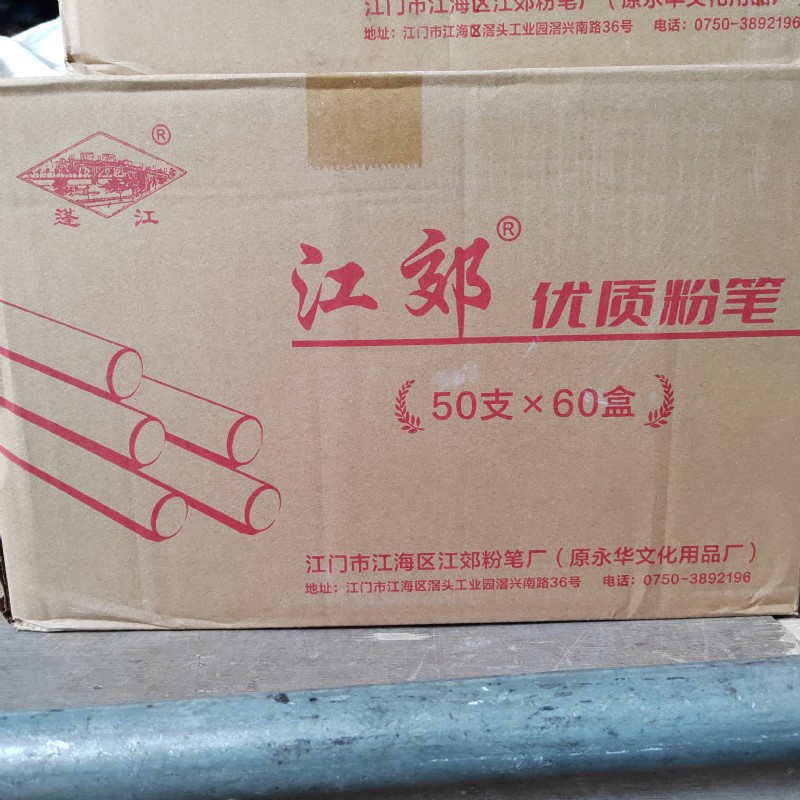 江门市江海区江郊粉笔厂（原永华文化用品厂）
地址：江门市江海区滘头工业园滘兴南路36号 电话：0750-3892196
®
蓬江
江郊® 优质粉笔
50支×60盒
江门市江海区江郊粉笔厂（原永华文化用品厂）
地址：江门市江海区滘头工业园滘兴南路36号 电话：0750-3892196